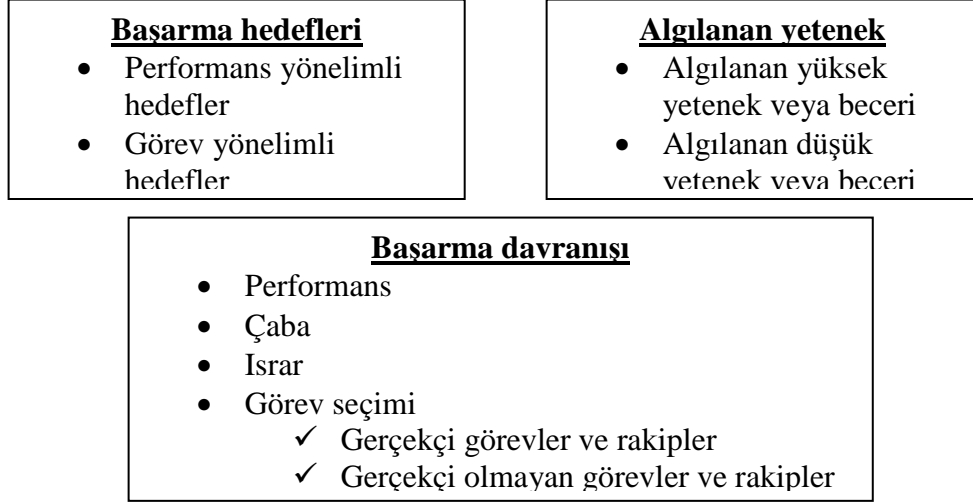 Başarma hedefleri
• Performans yönelimli
hedefler
• Görev yönelimli
hedefler
Algılanan yetenek
• Algılanan yüksek
yetenek veya beceri
• Algılanan düşük
yetenek veya beceri
Başarma davranışı
• Performans
• Çaba
• Israr
• Görev seçimi
✓ Gerçekçi görevler ve rakipler
✓ Gerçekçi olmayan görevler ve rakipler